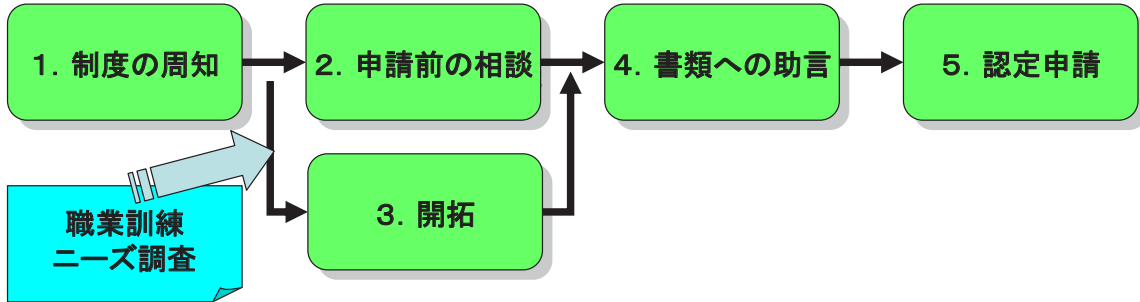 1．制度の周知
2．申請前の相談
4．書類への助言
5．認定申請
3．開拓
職業訓練
ニーズ調査